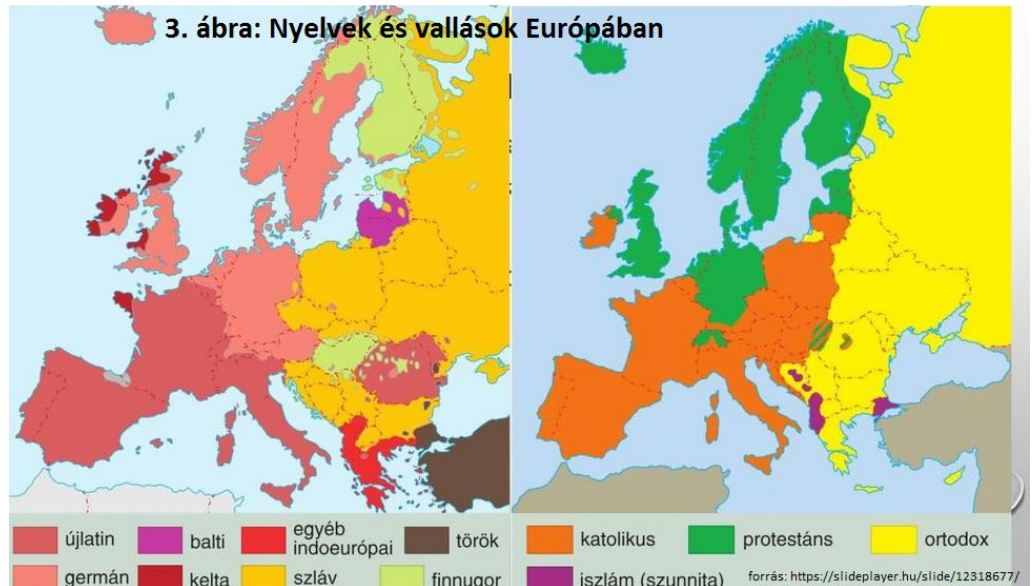 3. ábra: Nyelvek és vallások Európában
újlatin
balti
egyéb
indoeurópai
török
germán
kelta
szláv
finnugor
katolikus
protestáns
ortodox
iszlám (szunnita)
forrás: https://slideplayer.hu/slide/12318677/